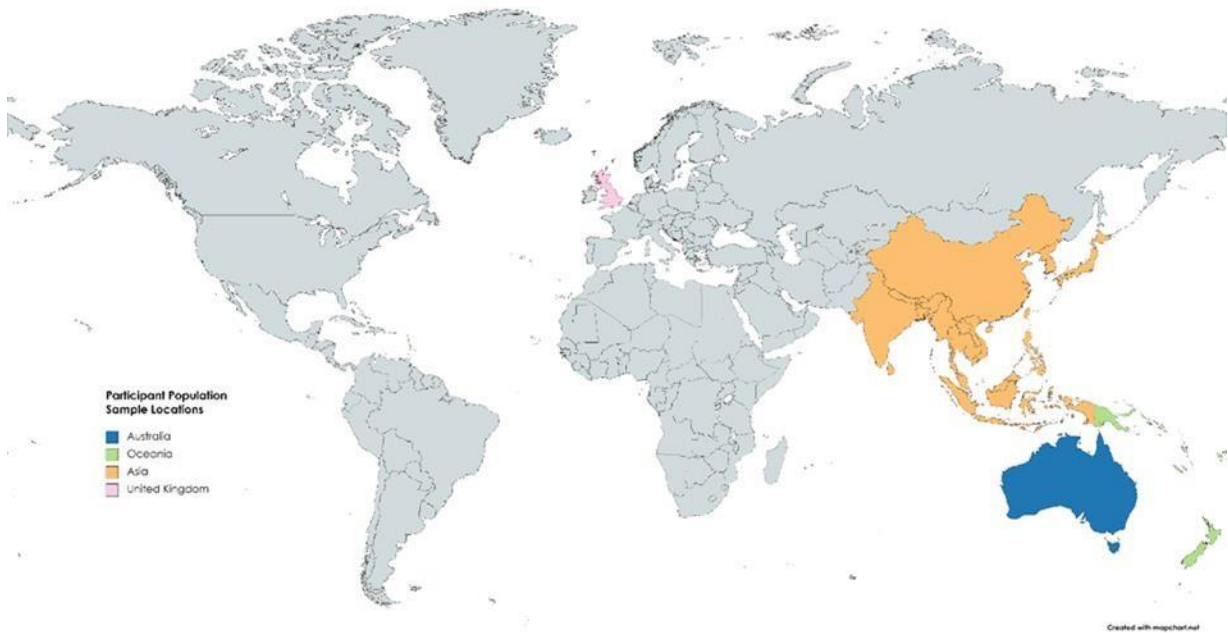 Participant Population
Sample Locations
Australia
Oceania
Asia
United Kingdom
Created with mapchart.net